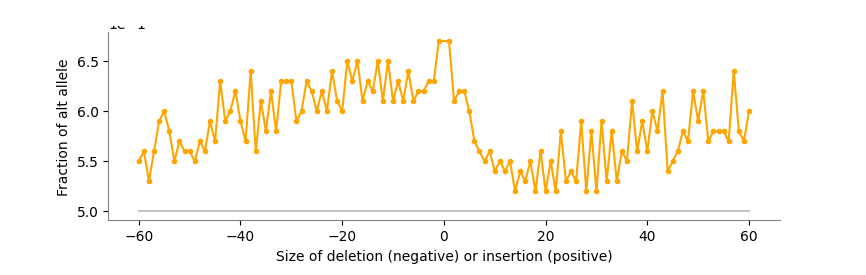 6.5
6.0
5.5
5.0
Fraction of alt allele
−60 −40 −20 0 20 40 60
Size of deletion (negative) or insertion (positive)